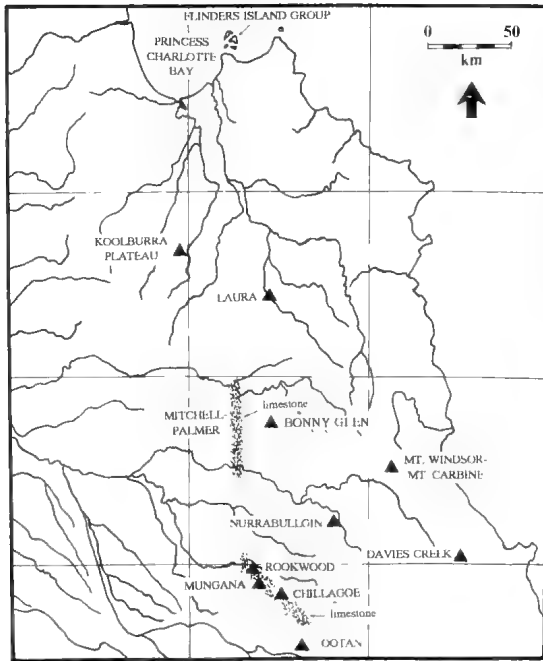 FLINDERS ISLAND GROUP
PRINCESS
CHARLOTTE
BAY
0 50
km
KOOLBURRA
PLATEAU
LAURA
MITCHELL-
PALMER
limestone
BONNY GLEN
MT. WINDSOR-
MT. CARBINE
NURRABULLGIN
DAVIES CREEK
ROOKWOOD
MUNGANA
CHILLAGOE
limestone
OOTAN